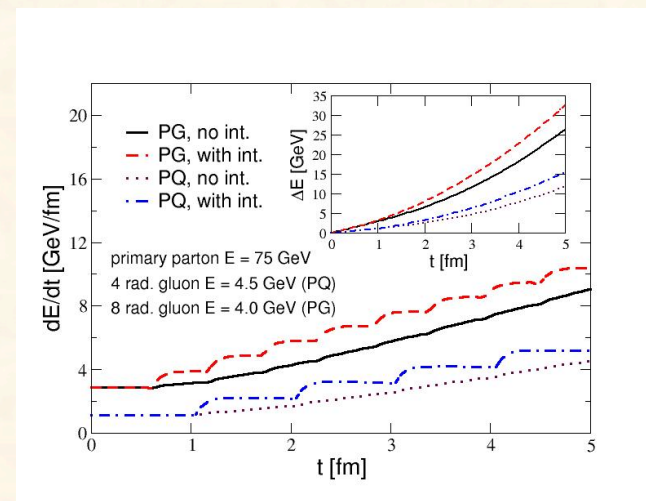 dE/dt [GeV/fm]
20
16
12
8
4
0
0 1 2 3 4 5
t [fm]
PG, no int.
PG, with int.
PQ, no int.
PQ, with int.
primary parton E = 75 GeV
4 rad. gluon E = 4.5 GeV (PQ)
8 rad. gluon E = 4.0 GeV (PG)
ΔE [GeV]
35
30
25
20
15
10
5
0
0 1 2 3 4 5
t [fm]